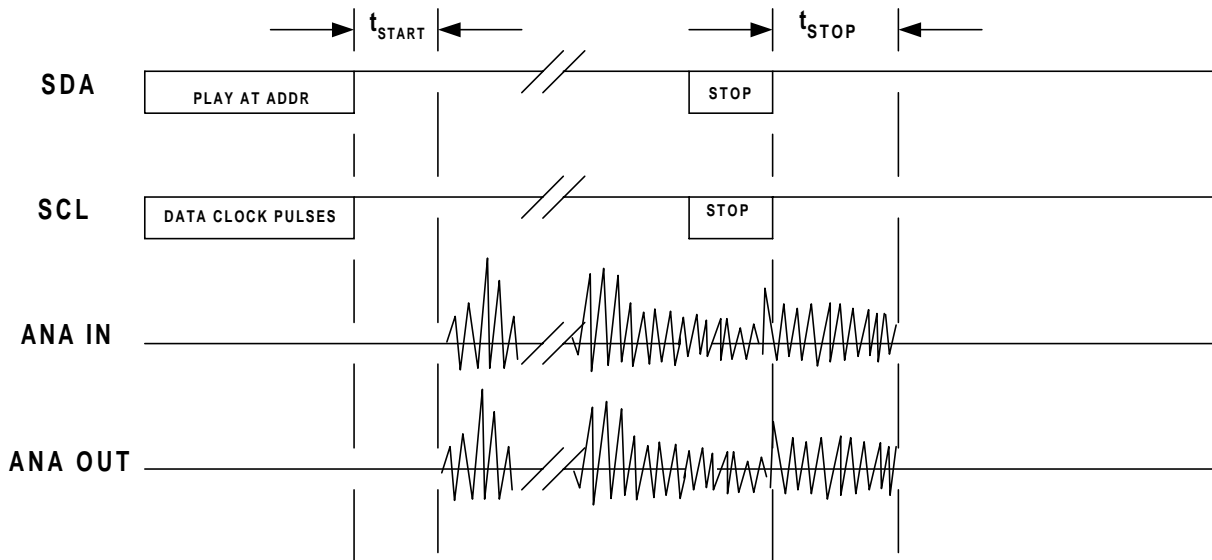 tSTART
tSTOP
SDA
PLAY AT ADDR
STOP
SCL
DATA CLOCK PULSES
STOP
ANA IN
ANA OUT